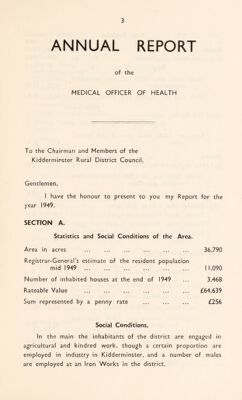 3
ANNUAL REPORT
of the
MEDICAL OFFICER OF HEALTH
To the Chairman and Members of the
Kidderminster Rural District Council.
Gentlemen,
I have the honour to present to you my Report for the
year 1949.
SECTION A.
Statistics and Social Conditions of the Area.
Area in acres ... ... ... ... ... ... 36,790
Registrar-General's estimate of the resident population
mid 1949 ... ... ... ... ... ... 11,090
Number of inhabited houses at the end of 1949 ... 3,468
Rateable Value ... ... ... ... ... £64,639
Sum represented by a penny rate ... ... ... £256
Social Conditions.
In the main the inhabitants of the district are engaged in
agricultural and kindred work, though a certain proportion are
employed in industry in Kidderminster, and a number of males
are employed at an Iron Works in the district.